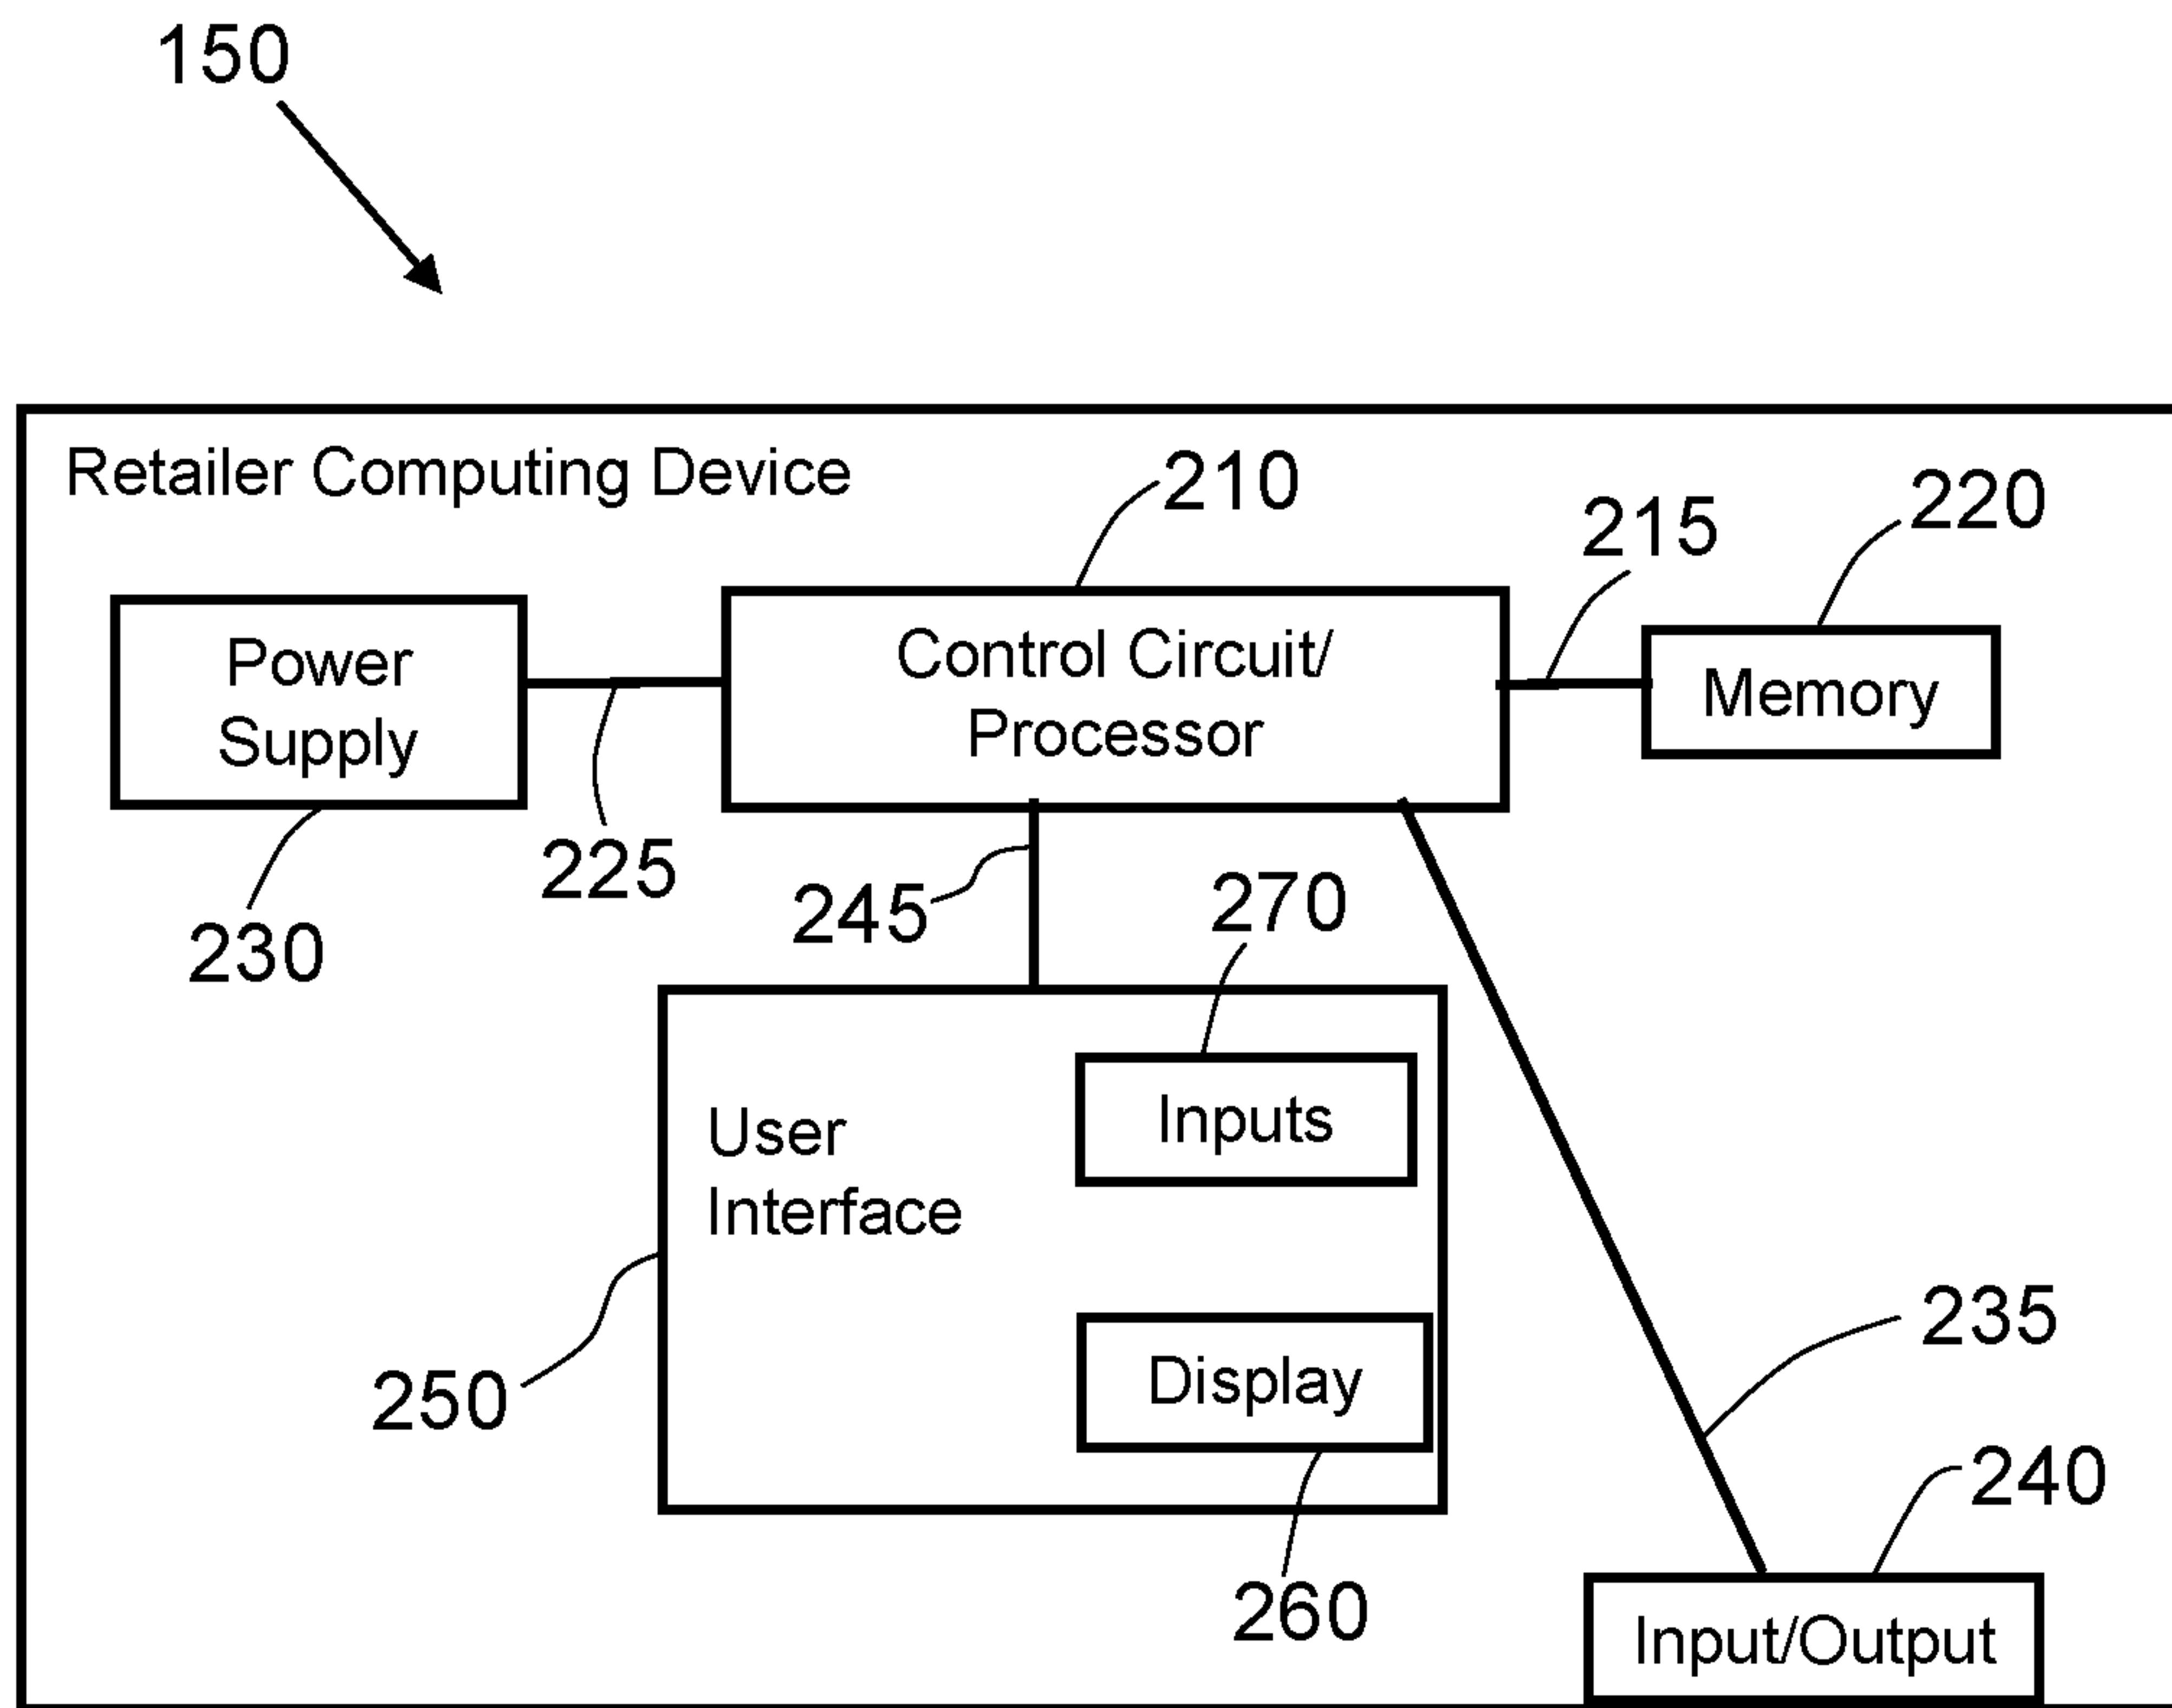 150
Retailer Computing Device
210
215
220
Power
Supply
Control Circuit/
Processor
Memory
225
230
245
270
Inputs
User
Interface
235
250
Display
240
260
Input/Output